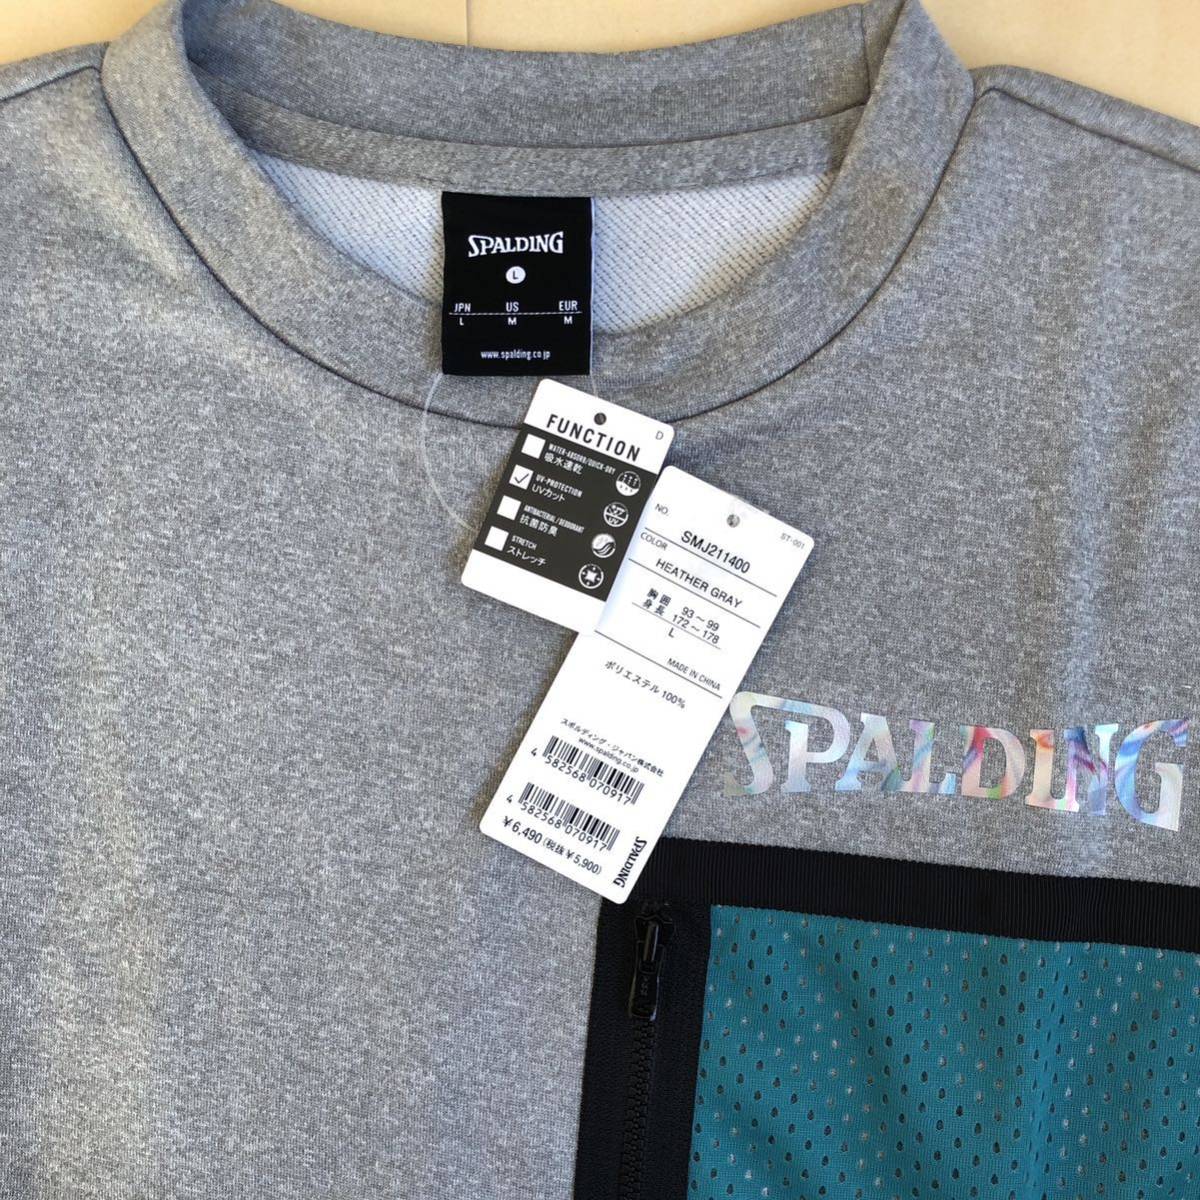 SPALDING
L
JPN US EUR
L M M
www.spalding.co.jp
D
FUNCTION
WATER-ABSORB/QUICK-DRY
吸水速乾
UV-PROTECTION
UVカット
UV
ANTIBACTERIAL/DEODORANT
抗菌防臭
STRETCH
ストレッチ
ST-001
NO. SMJ211400
COLOR HEATHER GRAY
胸囲 93～99
身長 172～178
L
MADE IN CHINA
ポリエステル 100%
スポルディング・ジャパン株式会社
www.spalding.co.jp
4 582568 070917
4 582568 070917
¥6,490 (税抜¥5,900)
SPALDING
SPALDING